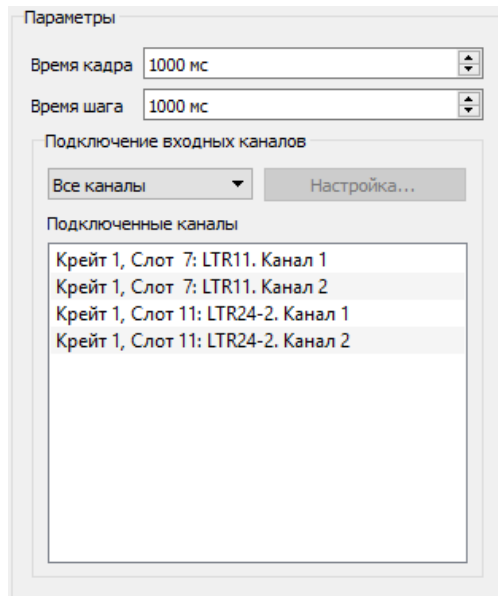 Параметры
Время кадра 1000 мс
Время шага 1000 мс
Подключение входных каналов
Все каналы Настройка...
Подключенные каналы
Крейт 1, Слот  7: LTR11. Канал 1
Крейт 1, Слот  7: LTR11. Канал 2
Крейт 1, Слот 11: LTR24-2. Канал 1
Крейт 1, Слот 11: LTR24-2. Канал 2